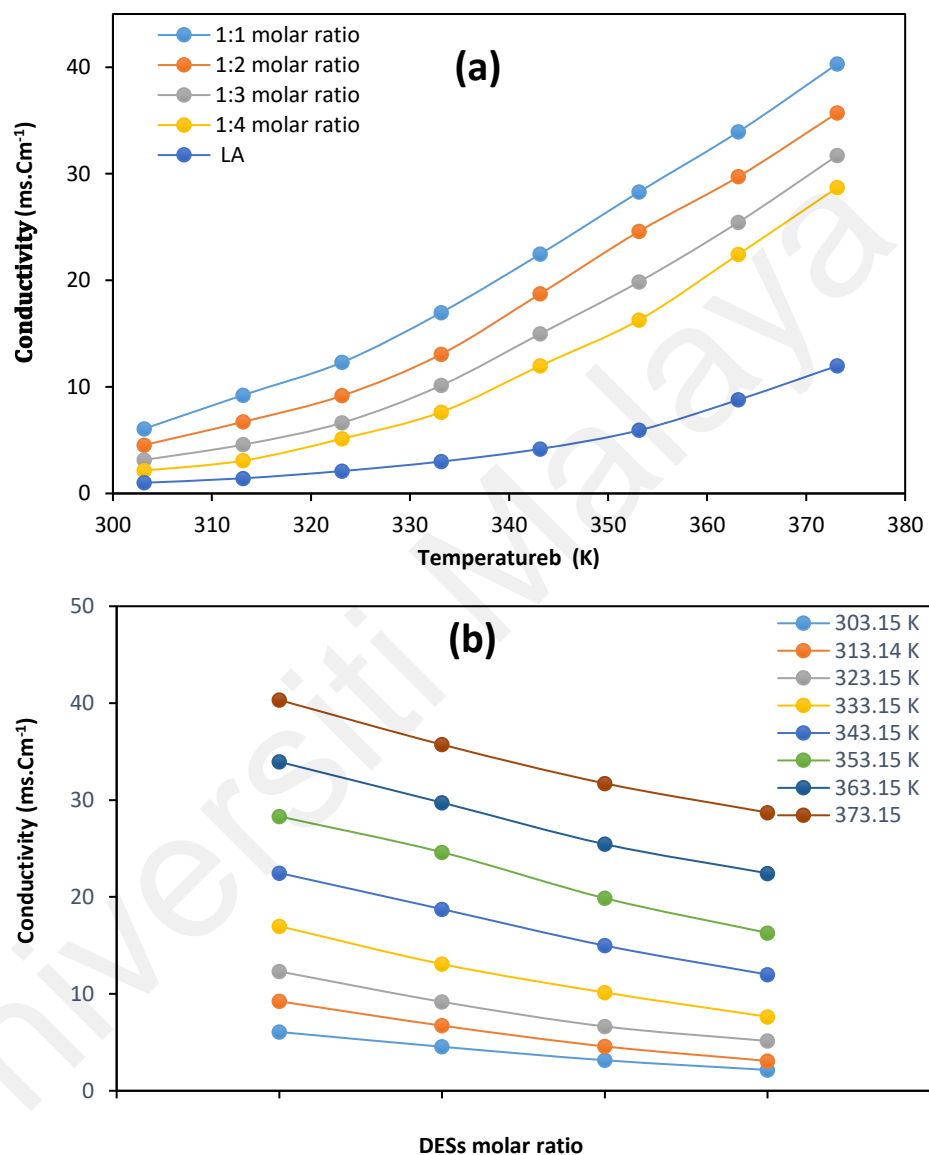 1:1 molar ratio
1:2 molar ratio
1:3 molar ratio
1:4 molar ratio
LA
(a)
40
30
20
10
0
Conductivity (ms.Cm⁻¹)
300 310 320 330 340 350 360 370 380
Temperatureb (K)
(b)
303.15 K
313.14 K
323.15 K
333.15 K
343.15 K
353.15 K
363.15 K
373.15
50
40
30
20
10
0
Conductivity (ms.Cm⁻¹)
DESs molar ratio
niversiti Malaya